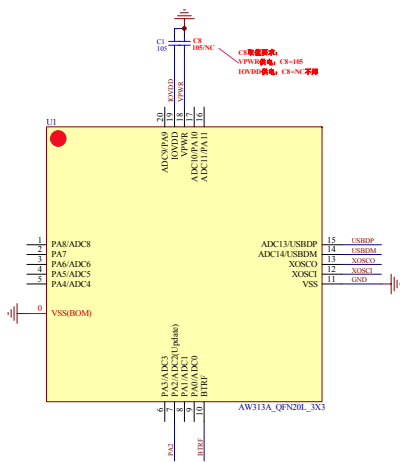 C1
105
C8
105/NC
C8取值要求:
VPWR供电: C8=105
IOVDD供电: C8=NC不焊
IOVDD
VPWR
20
19
18
17
16
U1
ADC9/PA9
IOVDD
VPWR
ADC10/PA10
ADC11/PA11
1 PA8/ADC8
2 PA7
3 PA6/ADC6
4 PA5/ADC5
5 PA4/ADC4
0 VSS(BOM)
ADC13/USBDP 15 USBDP
ADC14/USBDM 14 USBDM
XOSCO 13 XOSCO
XOSCI 12 XOSCI
VSS 11 GND
PA3/ADC3
PA2/ADC2(Update)
PA1/ADC1
PA0/ADC0
BTRF
6
7
8
9
10
AW313A_QFN20L_3X3
PA2
BTRF